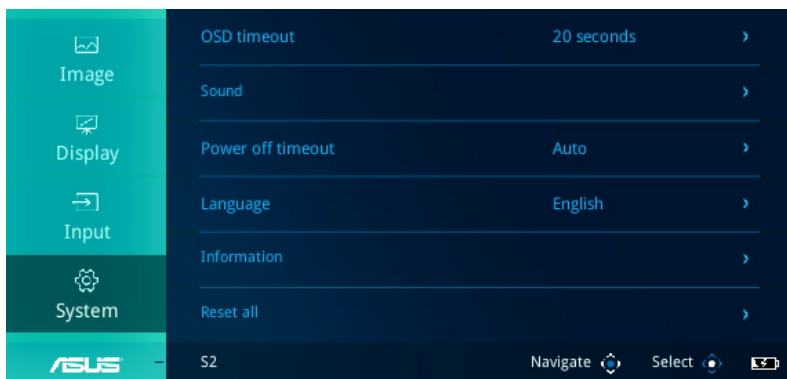 Image
Display
Input
System
OSD timeout 20 seconds
Sound
Power off timeout Auto
Language English
Information
Reset all
ASUS S2 Navigate Select